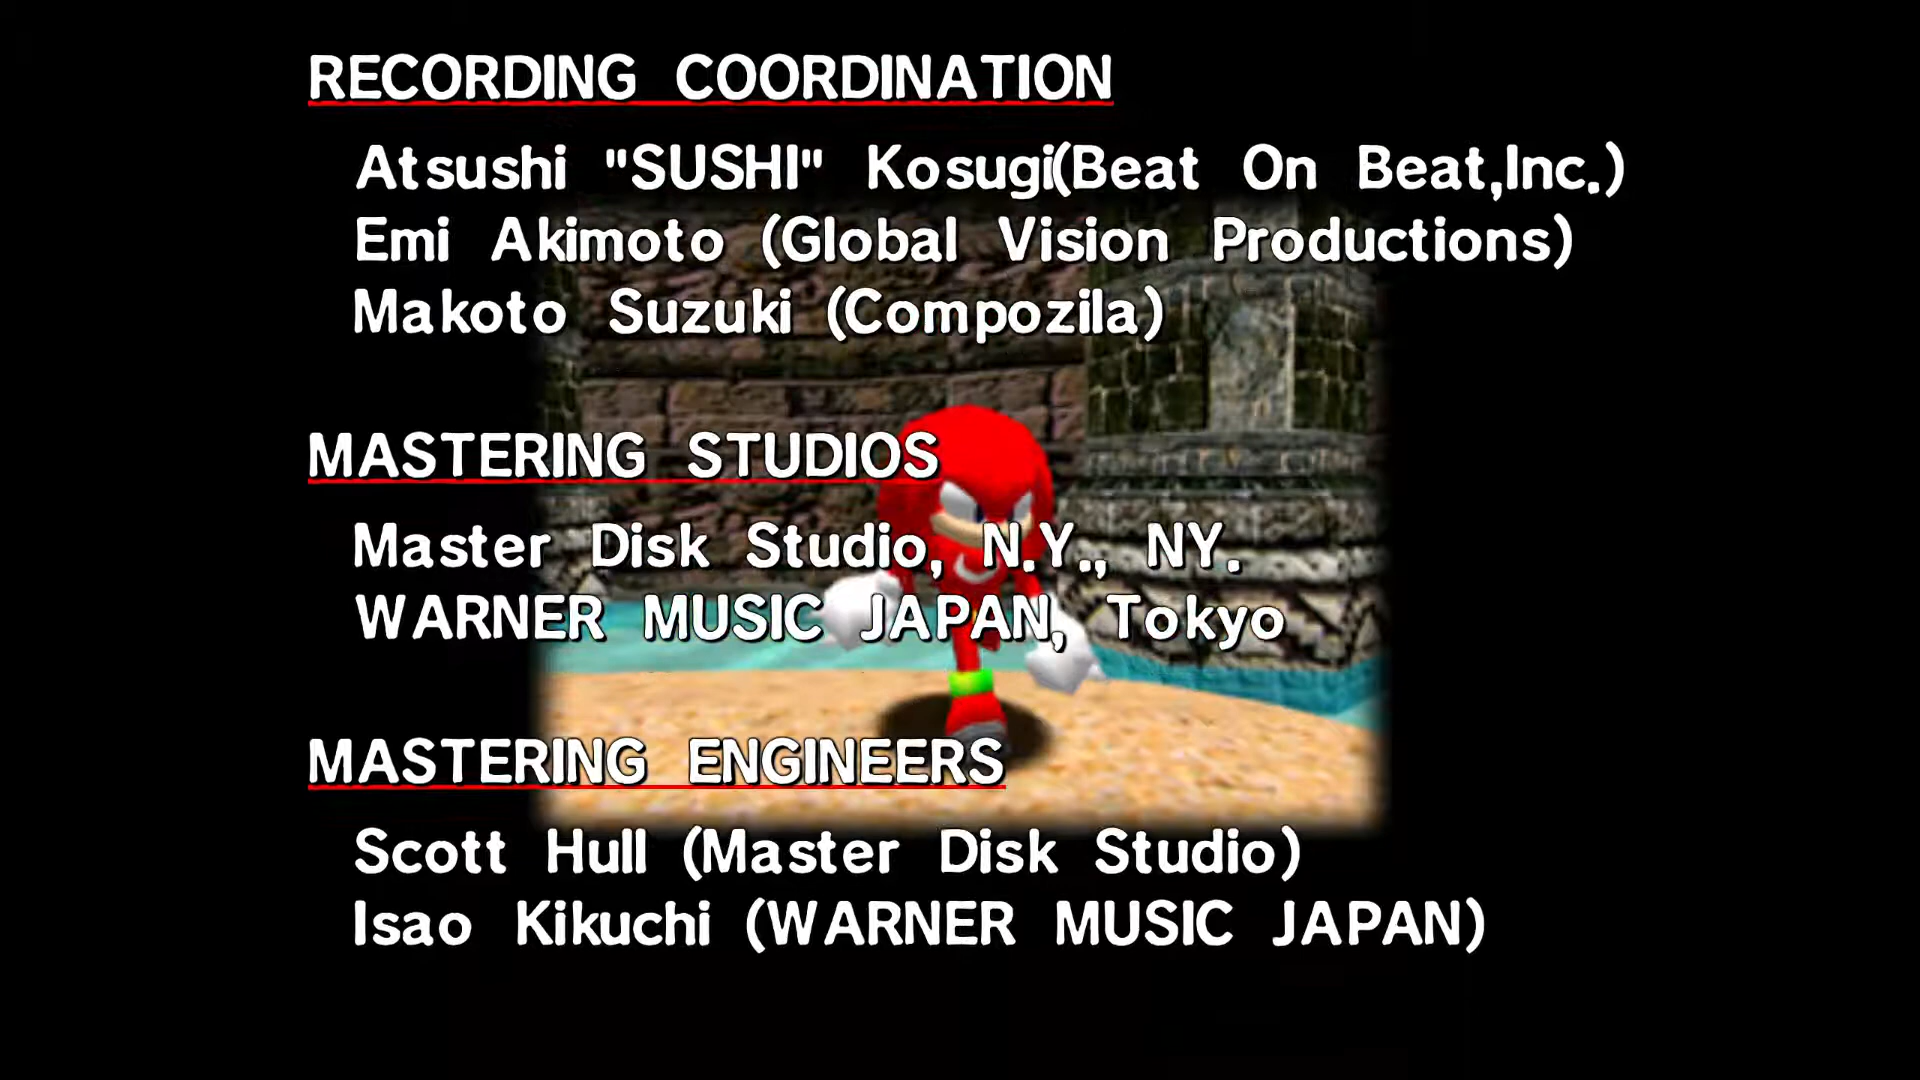 RECORDING COORDINATION
Atsushi "SUSHI" Kosugi(Beat On Beat,Inc.)
Emi Akimoto (Global Vision Productions)
Makoto Suzuki (Compozila)
MASTERING STUDIOS
Master Disk Studio, N.Y., NY.
WARNER MUSIC JAPAN, Tokyo
MASTERING ENGINEERS
Scott Hull (Master Disk Studio)
Isao Kikuchi (WARNER MUSIC JAPAN)